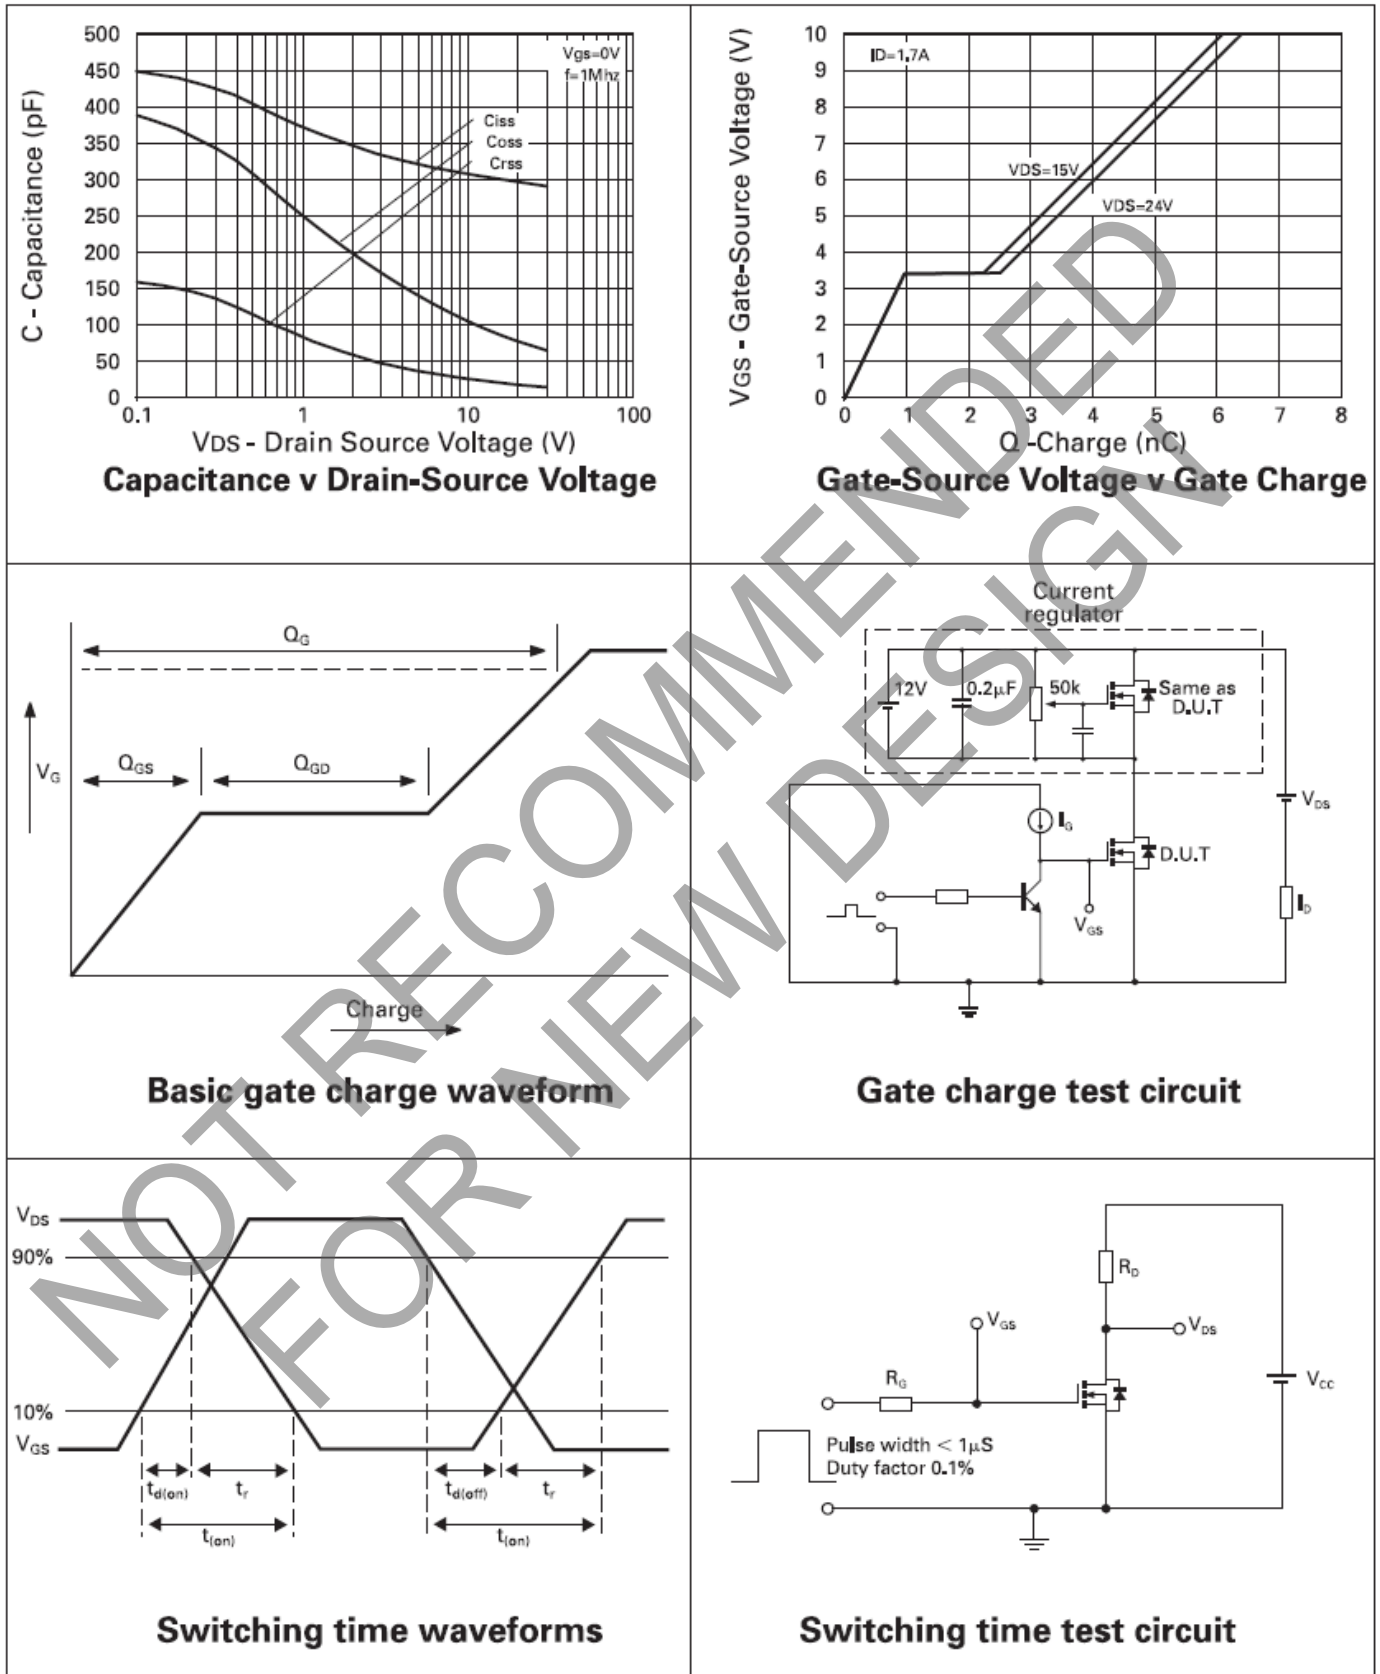 500
450
400
350
300
250
200
150
100
50
0
0.1
1
10
100
C - Capacitance (pF)
Vgs=0V
f=1Mhz
Ciss
Coss
Crss
VDS - Drain Source Voltage (V)
Capacitance v Drain-Source Voltage
10
9
8
7
6
5
4
3
2
1
0
0
1
2
3
4
5
6
7
8
VGS - Gate-Source Voltage (V)
ID=1.7A
VDS=15V
VDS=24V
Q -Charge (nC)
Gate-Source Voltage v Gate Charge
QG
QGS
QGD
VG
Charge
Basic gate charge waveform
Current
regulator
12V
0.2μF
50k
Same as
D.U.T
VDS
IG
D.U.T
VGS
ID
Gate charge test circuit
VDS
90%
10%
VGS
td(on)
tr
td(off)
tr
t(on)
t(on)
Switching time waveforms
RD
VGS
VDS
RG
VCC
Pulse width < 1μS
Duty factor 0.1%
Switching time test circuit
NOT RECOMMENDED
FOR NEW DESIGN